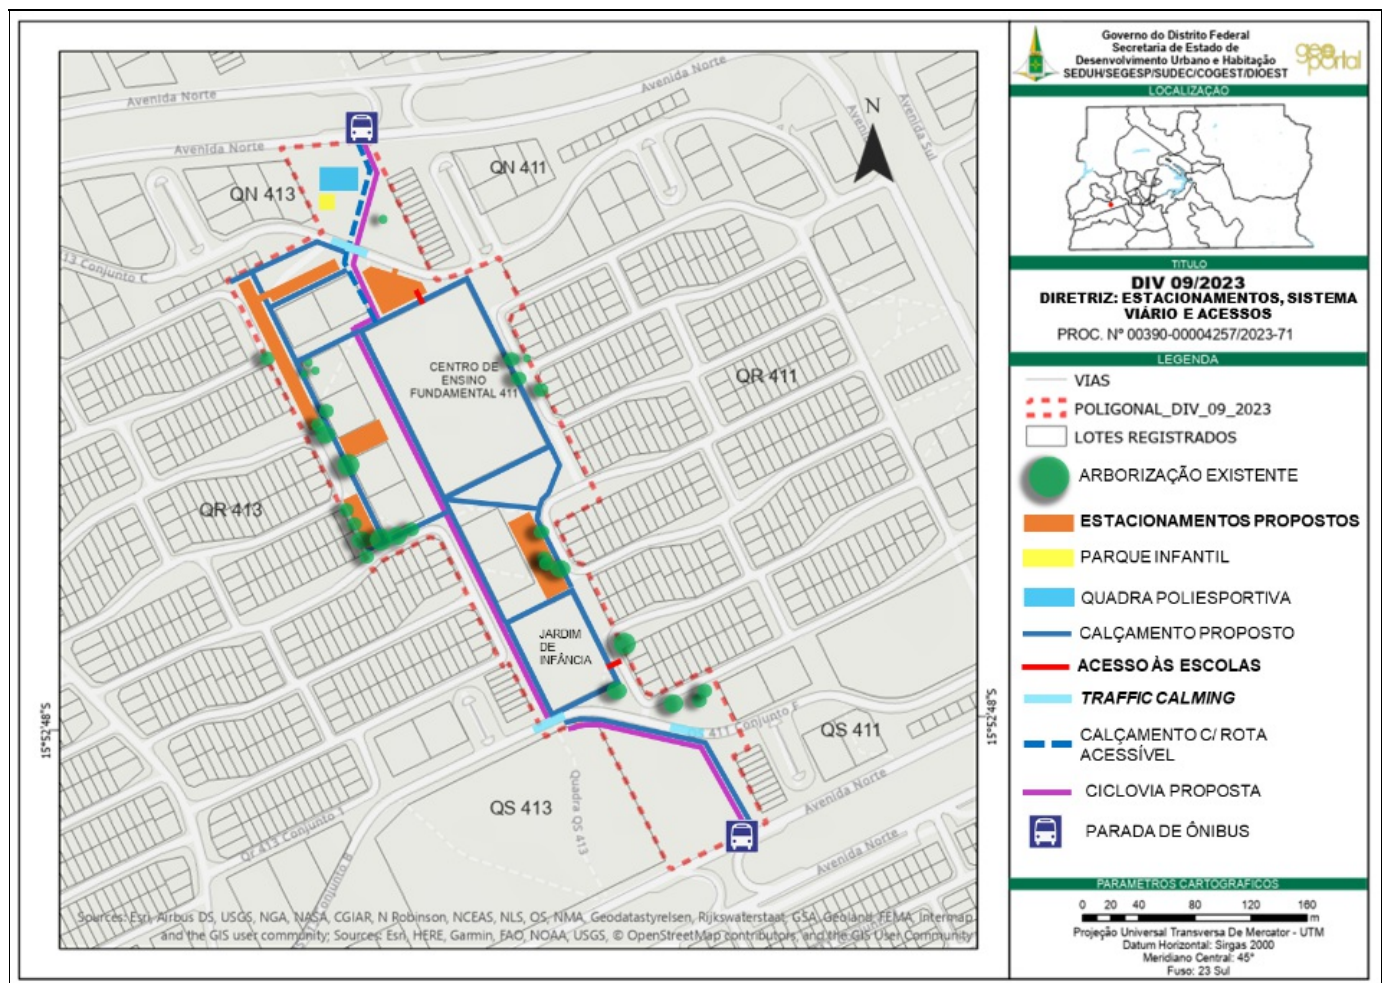 Avenida Norte
Avenida Norte
Avenida Norte
Avenida Sul
N
QN 411
QN 413
13 Conjunto C
CENTRO DE
ENSINO
FUNDAMENTAL 411
QR 411
QR 413
JARDIM
DE
INFÂNCIA
15°52'48"S
15°52'48"S
411 Conjunto F
QS 411
QS 413
Quadra QS 413
Avenida Norte
Avenida Norte
Qr 413 Conjunto 1
Conjunto B
Sources: Esri, Airbus DS, USGS, NGA, NASA, CGIAR, N Robinson, NCEAS, NLS, OS, NMA, Geodatastyrelsen, Rijkswaterstaat, GSA, Geoland, FEMA, Intermap
and the GIS user community; Sources: Esri, HERE, Garmin, FAO, NOAA, USGS, © OpenStreetMap contributors, and the GIS User Community
Governo do Distrito Federal
Secretaria de Estado de
Desenvolvimento Urbano e Habitação
SEDUH/SEGESP/SUDEC/COGEST/DIOEST
geoportal
LOCALIZAÇÃO
TITULO
DIV 09/2023
DIRETRIZ: ESTACIONAMENTOS, SISTEMA
VIÁRIO E ACESSOS
PROC. Nº 00390-00004257/2023-71
LEGENDA
VIAS
POLIGONAL_DIV_09_2023
LOTES REGISTRADOS
ARBORIZAÇÃO EXISTENTE
ESTACIONAMENTOS PROPOSTOS
PARQUE INFANTIL
QUADRA POLIESPORTIVA
CALÇAMENTO PROPOSTO
ACESSO ÀS ESCOLAS
TRAFFIC CALMING
CALÇAMENTO C/ ROTA
ACESSÍVEL
CICLOVIA PROPOSTA
PARADA DE ÔNIBUS
PARAMETROS CARTOGRAFICOS
0 20 40 80 120 160
m
Projeção Universal Transversa De Mercator - UTM
Datum Horizontal: Sirgas 2000
Meridiano Central: 45°
Fuso: 23 Sul